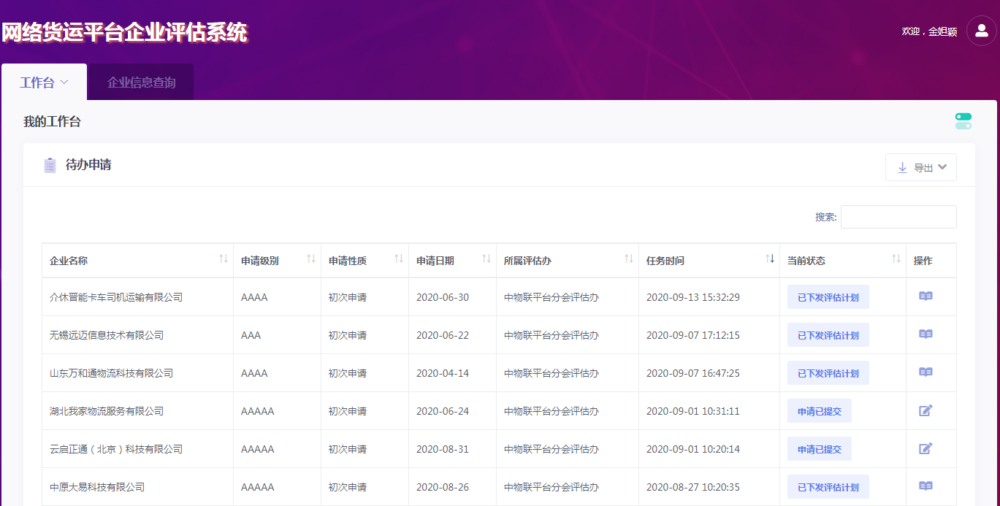 网络货运平台企业评估系统
欢迎，金妲颖
工作台
企业信息查询
我的工作台
待办申请
导出
搜索:
企业名称 申请级别 申请性质 申请日期 所属评估办 任务时间 当前状态 操作
介休晋能卡车司机运输有限公司 AAAA 初次申请 2020-06-30 中物联平台分会评估办 2020-09-13 15:32:29 已下发评估计划
无锡远迈信息技术有限公司 AAA 初次申请 2020-06-22 中物联平台分会评估办 2020-09-07 17:12:15 已下发评估计划
山东万和通物流科技有限公司 AAAA 初次申请 2020-04-14 中物联平台分会评估办 2020-09-07 16:47:25 已下发评估计划
湖北我家物流服务有限公司 AAAAA 初次申请 2020-06-24 中物联平台分会评估办 2020-09-01 10:31:11 申请已提交
云启正通（北京）科技有限公司 AAAAA 初次申请 2020-08-31 中物联平台分会评估办 2020-09-01 10:20:14 申请已提交
中原大易科技有限公司 AAAAA 初次申请 2020-08-26 中物联平台分会评估办 2020-08-27 10:20:35 已下发评估计划